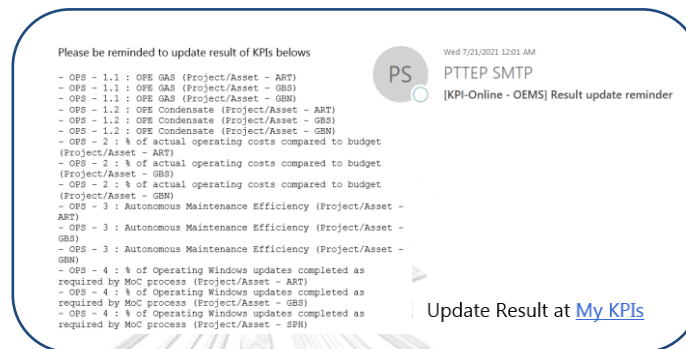 Please be reminded to update result of KPIs belows
- OPS - 1.1 : OPE GAS (Project/Asset - ART)
- OPS - 1.1 : OPE GAS (Project/Asset - GBS)
- OPS - 1.1 : OPE GAS (Project/Asset - GBN)
- OPS - 1.2 : OPE Condensate (Project/Asset - ART)
- OPS - 1.2 : OPE Condensate (Project/Asset - GBS)
- OPS - 1.2 : OPE Condensate (Project/Asset - GBN)
- OPS - 2 : % of actual operating costs compared to budget
(Project/Asset - ART)
- OPS - 2 : % of actual operating costs compared to budget
(Project/Asset - GBS)
- OPS - 2 : % of actual operating costs compared to budget
(Project/Asset - GBN)
- OPS - 3 : Autonomous Maintenance Efficiency (Project/Asset -
ART)
- OPS - 3 : Autonomous Maintenance Efficiency (Project/Asset -
GBS)
- OPS - 3 : Autonomous Maintenance Efficiency (Project/Asset -
GBN)
- OPS - 4 : % of Operating Windows updates completed as
required by MoC process (Project/Asset - ART)
- OPS - 4 : % of Operating Windows updates completed as
required by MoC process (Project/Asset - GBS)
- OPS - 4 : % of Operating Windows updates completed as
required by MoC process (Project/Asset - SPH)
PS
Wed 7/21/2021 12:01 AM
PTTEP SMTP
[KPI-Online - OEMS] Result update reminder
Update Result at My KPIs